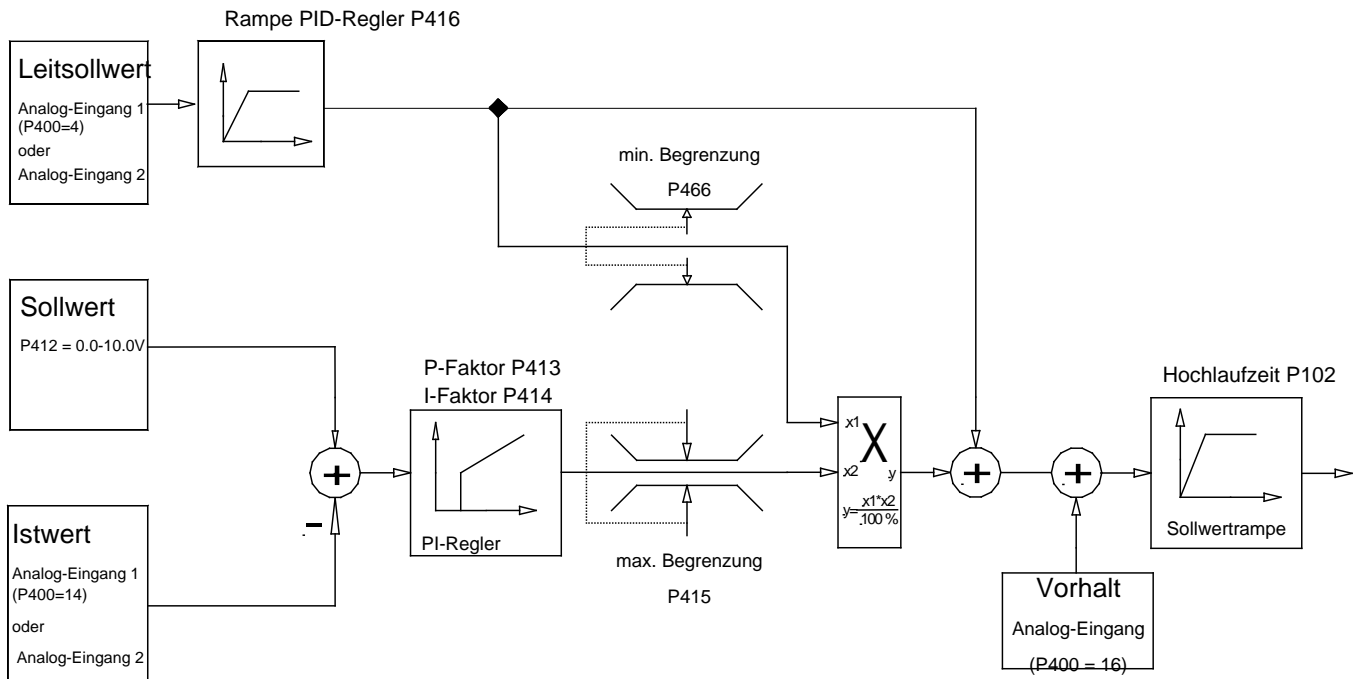 Rampe PID-Regler P416
Leitsollwert
Analog-Eingang 1
(P400=4)
oder
Analog-Eingang 2
min. Begrenzung
P466
Sollwert
P412 = 0.0-10.0V
P-Faktor P413
I-Faktor P414
PI-Regler
max. Begrenzung
P415
x1
x2
X
y
y= x1*x2
100 %
+
-
+
+
Hochlaufzeit P102
Sollwertrampe
Istwert
Analog-Eingang 1
(P400=14)
oder
Analog-Eingang 2
Vorhalt
Analog-Eingang
(P400 = 16)